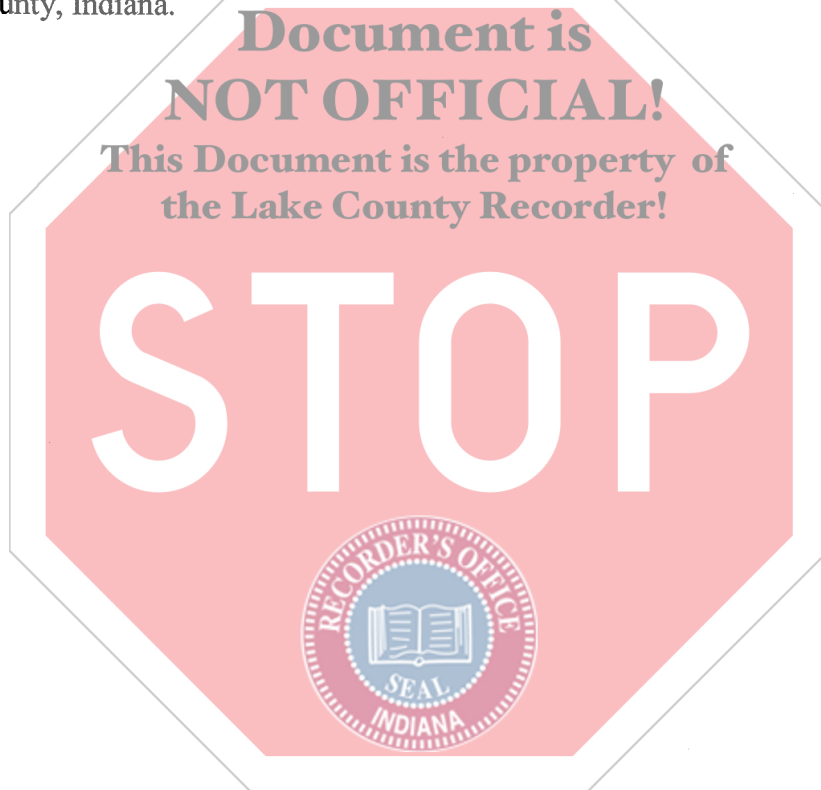 unty, Indiana.
Document is
NOT OFFICIAL!
This Document is the property of
the Lake County Recorder!
STOP
RECORDER'S OFFICE
SEAL
INDIANA